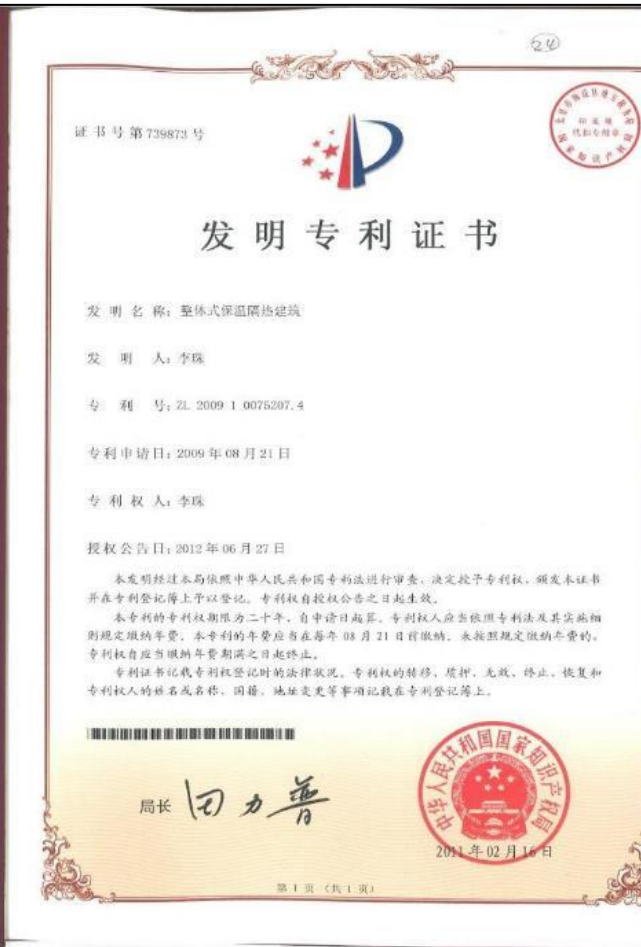 24
证书号第739873号
发明专利证书
发明名称：整体式保温隔热建筑
发明人：李珠
专利号：ZL 2009 1 0075207.4
专利申请日：2009年08月21日
专利权人：李珠
授权公告日：2012年06月27日
本发明经过本局依照中华人民共和国专利法进行审查，决定授予专利权，颁发本证书
并在专利登记簿上予以登记。专利权自授权公告之日起生效。
本专利的专利权期限为二十年，自申请日起算。专利权人应当依照专利法及其实施细
则规定缴纳年费。本专利的年费应当在每年08月21日前缴纳。未按照规定缴纳年费的，
专利权自应当缴纳年费期满之日起终止。
专利证书记载专利权登记时的法律状况。专利权的转移、质押、无效、终止、恢复和
专利权人的姓名或名称、国籍、地址变更等事项记载在专利登记簿上。
局长 田力普
中华人民共和国国家知识产权局
2011年02月16日
第1页（共1页）